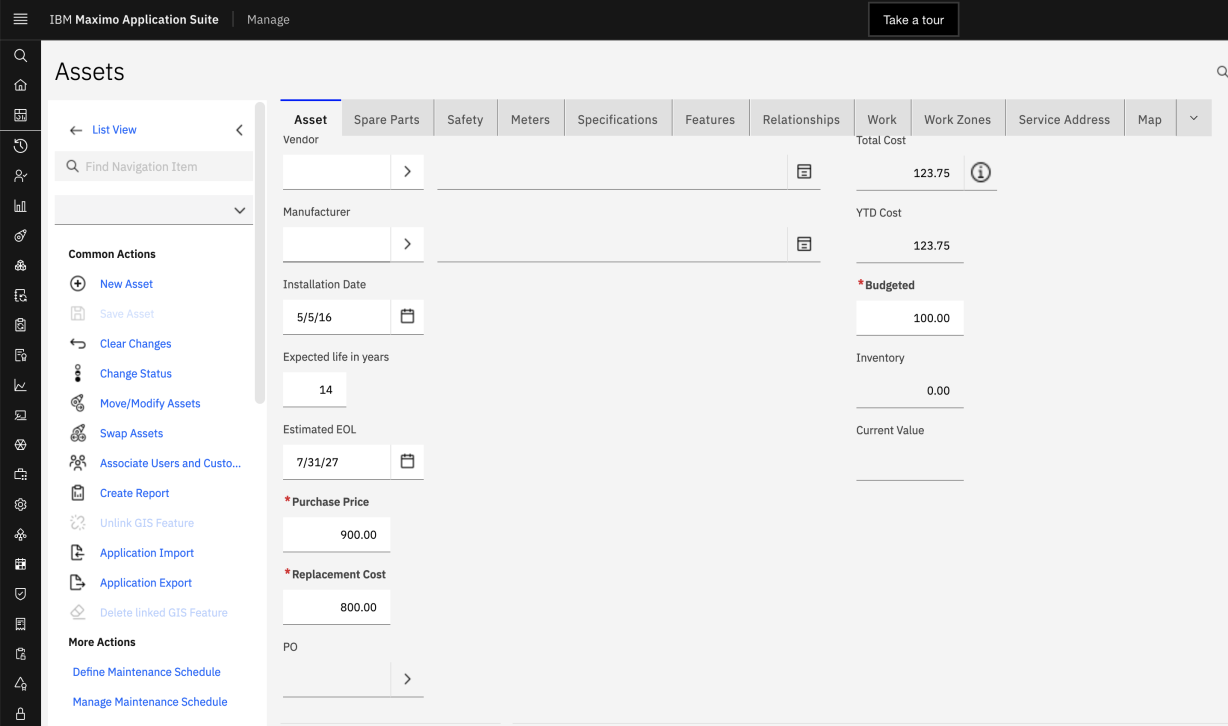 IBM Maximo Application Suite
Manage
Take a tour
Assets
List View
Find Navigation Item
Common Actions
New Asset
Save Asset
Clear Changes
Change Status
Move/Modify Assets
Swap Assets
Associate Users and Custo...
Create Report
Unlink GIS Feature
Application Import
Application Export
Delete linked GIS Feature
More Actions
Define Maintenance Schedule
Manage Maintenance Schedule
Asset
Spare Parts
Safety
Meters
Specifications
Features
Relationships
Work
Work Zones
Service Address
Map
Vendor
Manufacturer
Installation Date
5/5/16
Expected life in years
14
Estimated EOL
7/31/27
*Purchase Price
900.00
*Replacement Cost
800.00
PO
Total Cost
123.75
YTD Cost
123.75
*Budgeted
100.00
Inventory
0.00
Current Value